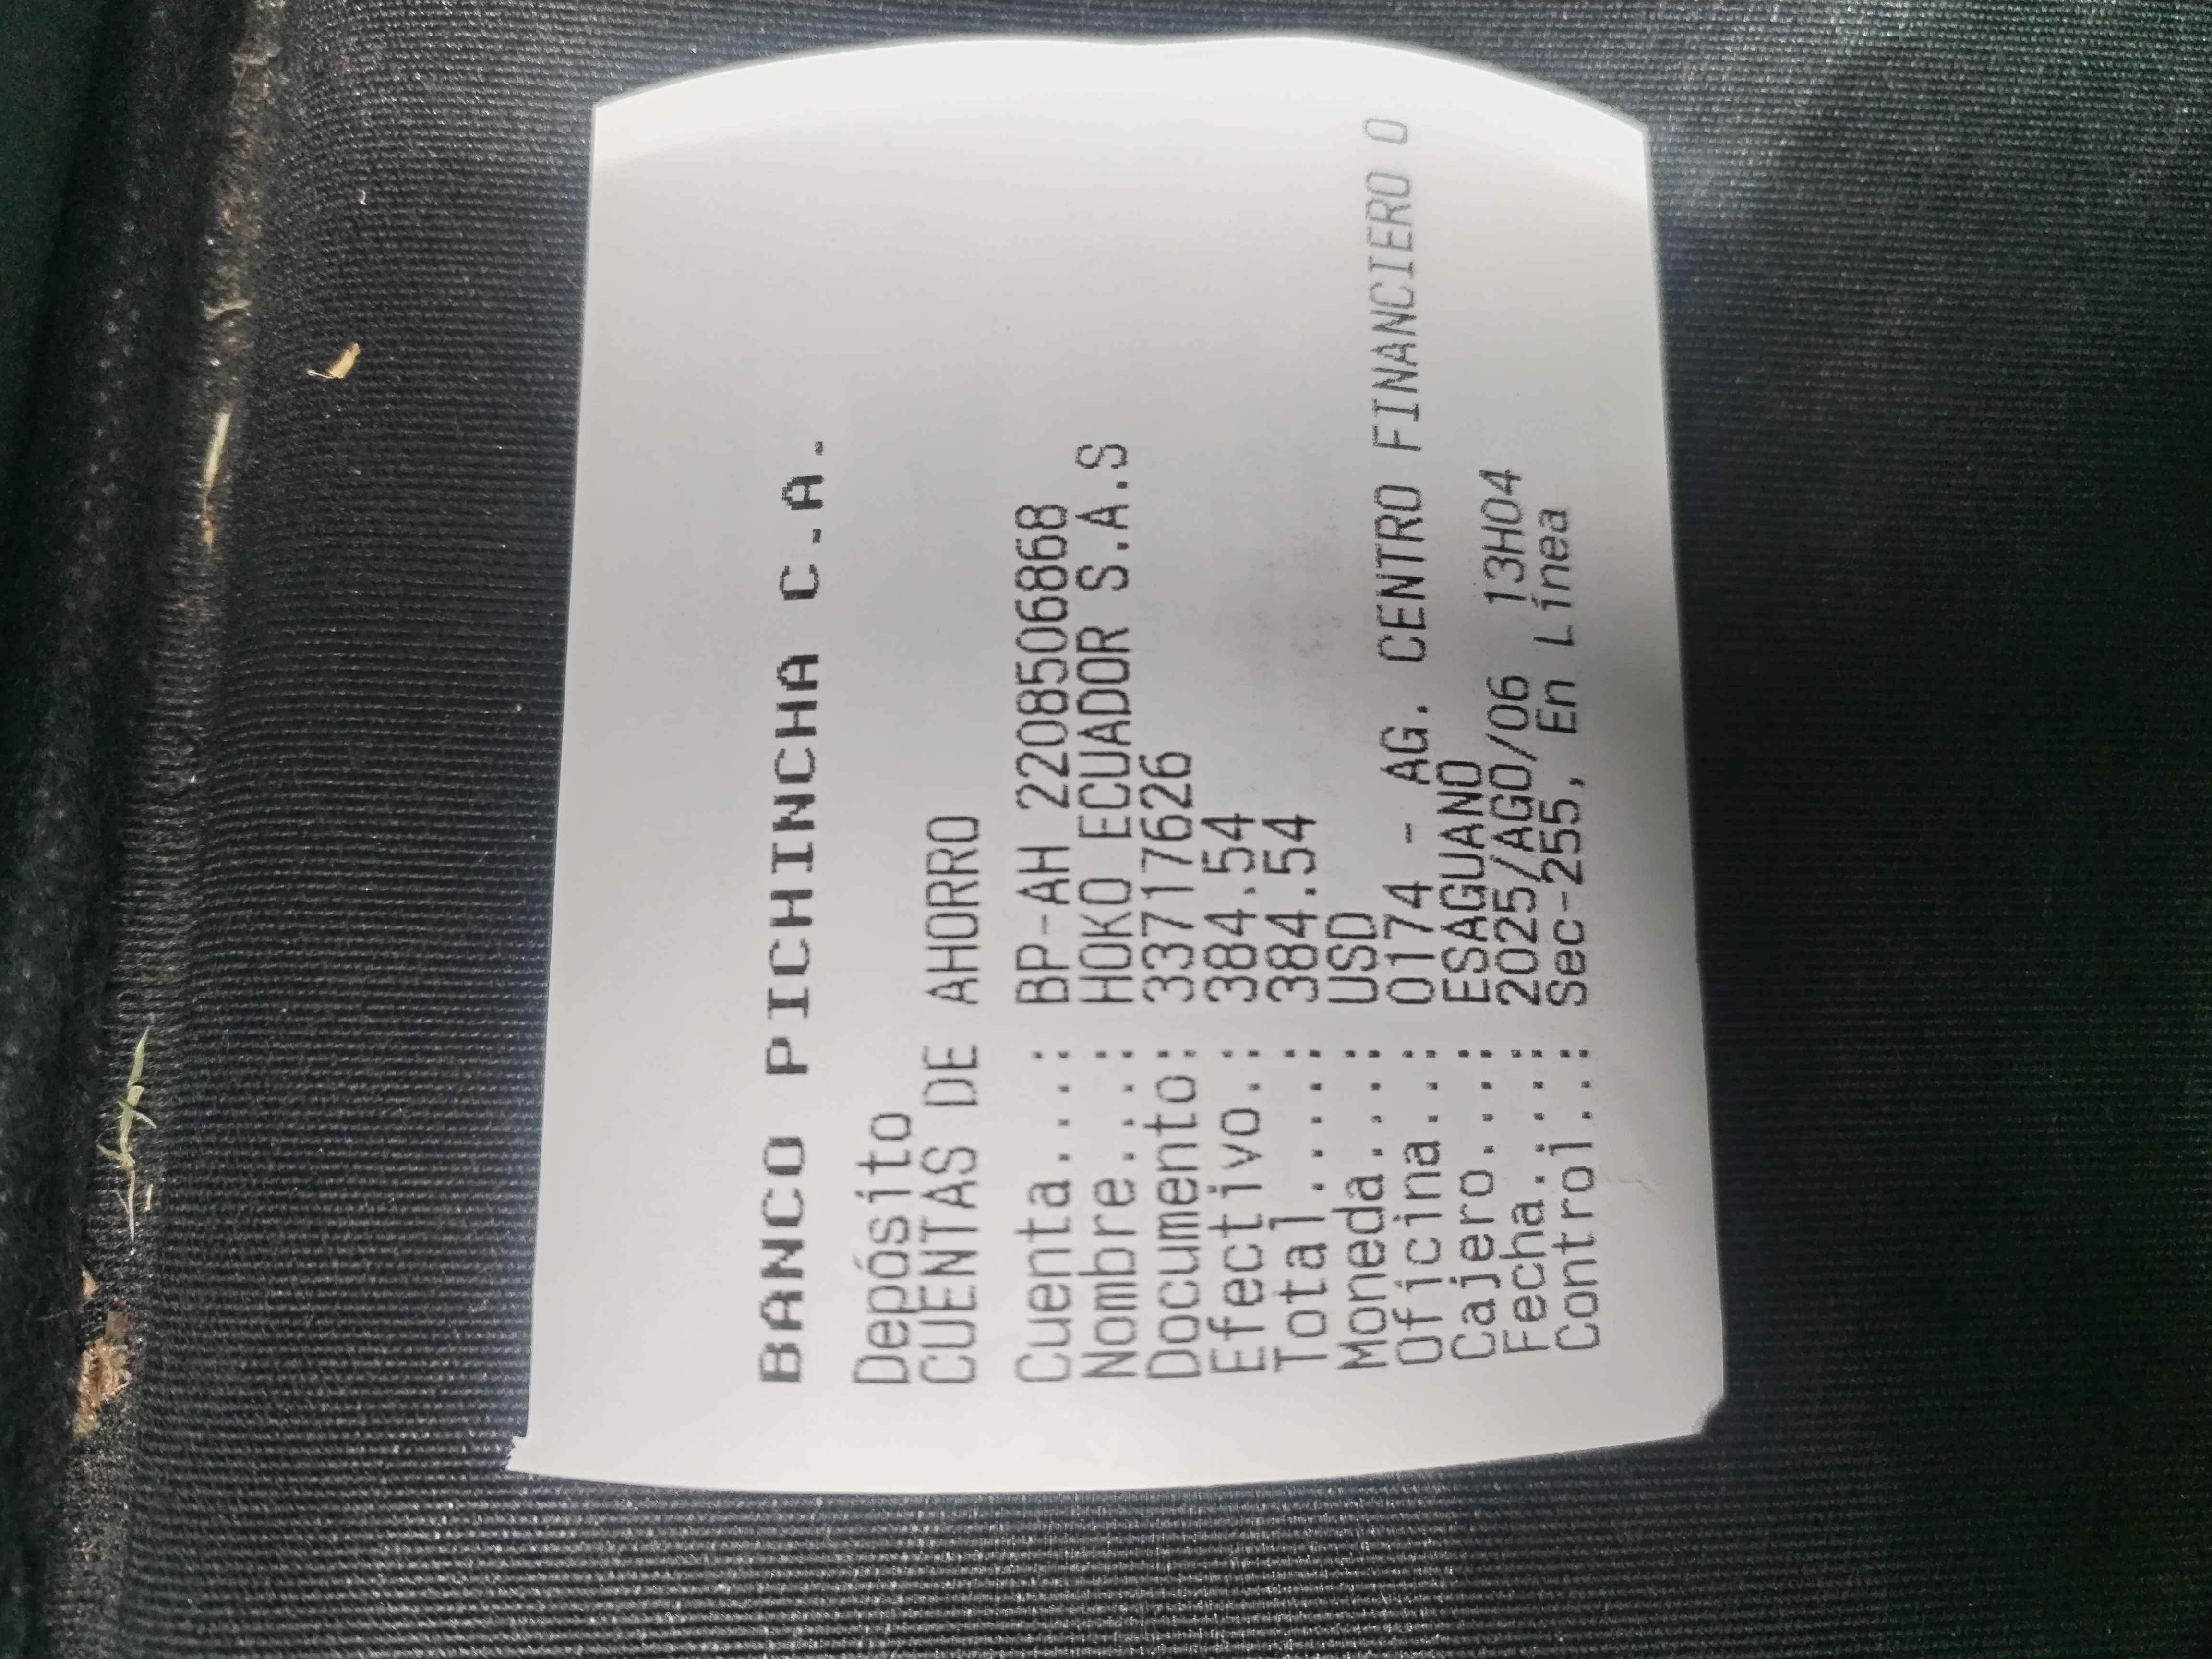 BANCO PICHINCHA C.A.
Depósito
CUENTAS DE AHORRO
Cuenta....: BP-AH 2208506868
Nombre....: HOKO ECUADOR S.A.S
Documento: 337177626
Efectivo.: 384.54
Total.....: 384.54
Moneda....: USD
Oficina...: 0174 - AG. CENTRO FINANCIERO O
Cajero....: ESAGUANO
Fecha.....: 2025/AGO/06 13H04
Control...: Sec-255, En Línea